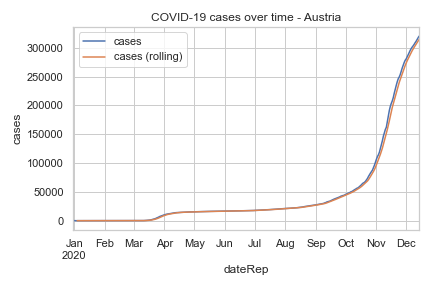 COVID-19 cases over time - Austria
cases
cases (rolling)
300000
250000
200000
150000
100000
50000
0
cases
Jan Feb Mar Apr May Jun Jul Aug Sep Oct Nov Dec
2020
dateRep